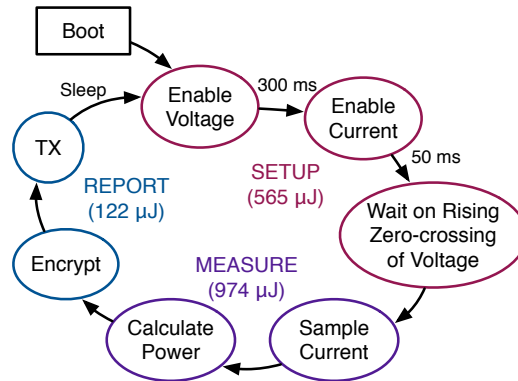 Boot
Sleep
Enable
Voltage
300 ms
Enable
Current
50 ms
TX
REPORT
(122 µJ)
SETUP
(565 µJ)
Wait on Rising
Zero-crossing
of Voltage
Encrypt
MEASURE
(974 µJ)
Calculate
Power
Sample
Current